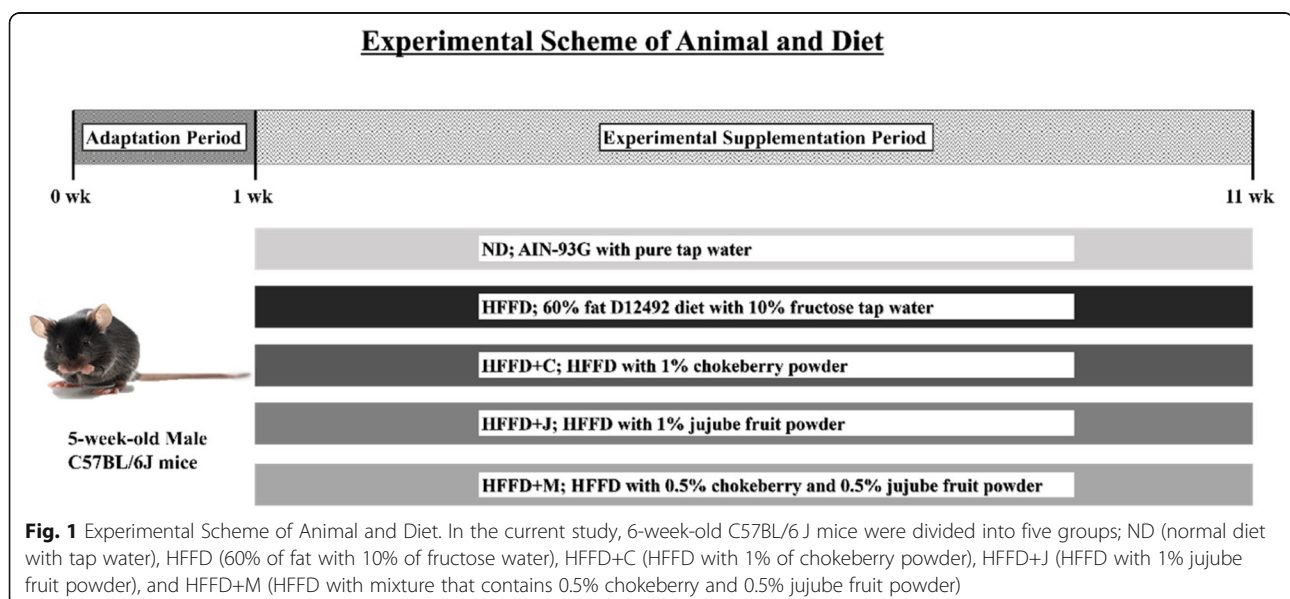 Experimental Scheme of Animal and Diet
Adaptation Period
Experimental Supplementation Period
0 wk
1 wk
11 wk
ND; AIN-93G with pure tap water
HFFD; 60% fat D12492 diet with 10% fructose tap water
HFFD+C; HFFD with 1% chokeberry powder
HFFD+J; HFFD with 1% jujube fruit powder
HFFD+M; HFFD with 0.5% chokeberry and 0.5% jujube fruit powder
5-week-old Male
C57BL/6J mice
Fig. 1 Experimental Scheme of Animal and Diet. In the current study, 6-week-old C57BL/6 J mice were divided into five groups; ND (normal diet
with tap water), HFFD (60% of fat with 10% of fructose water), HFFD+C (HFFD with 1% of chokeberry powder), HFFD+J (HFFD with 1% jujube
fruit powder), and HFFD+M (HFFD with mixture that contains 0.5% chokeberry and 0.5% jujube fruit powder)